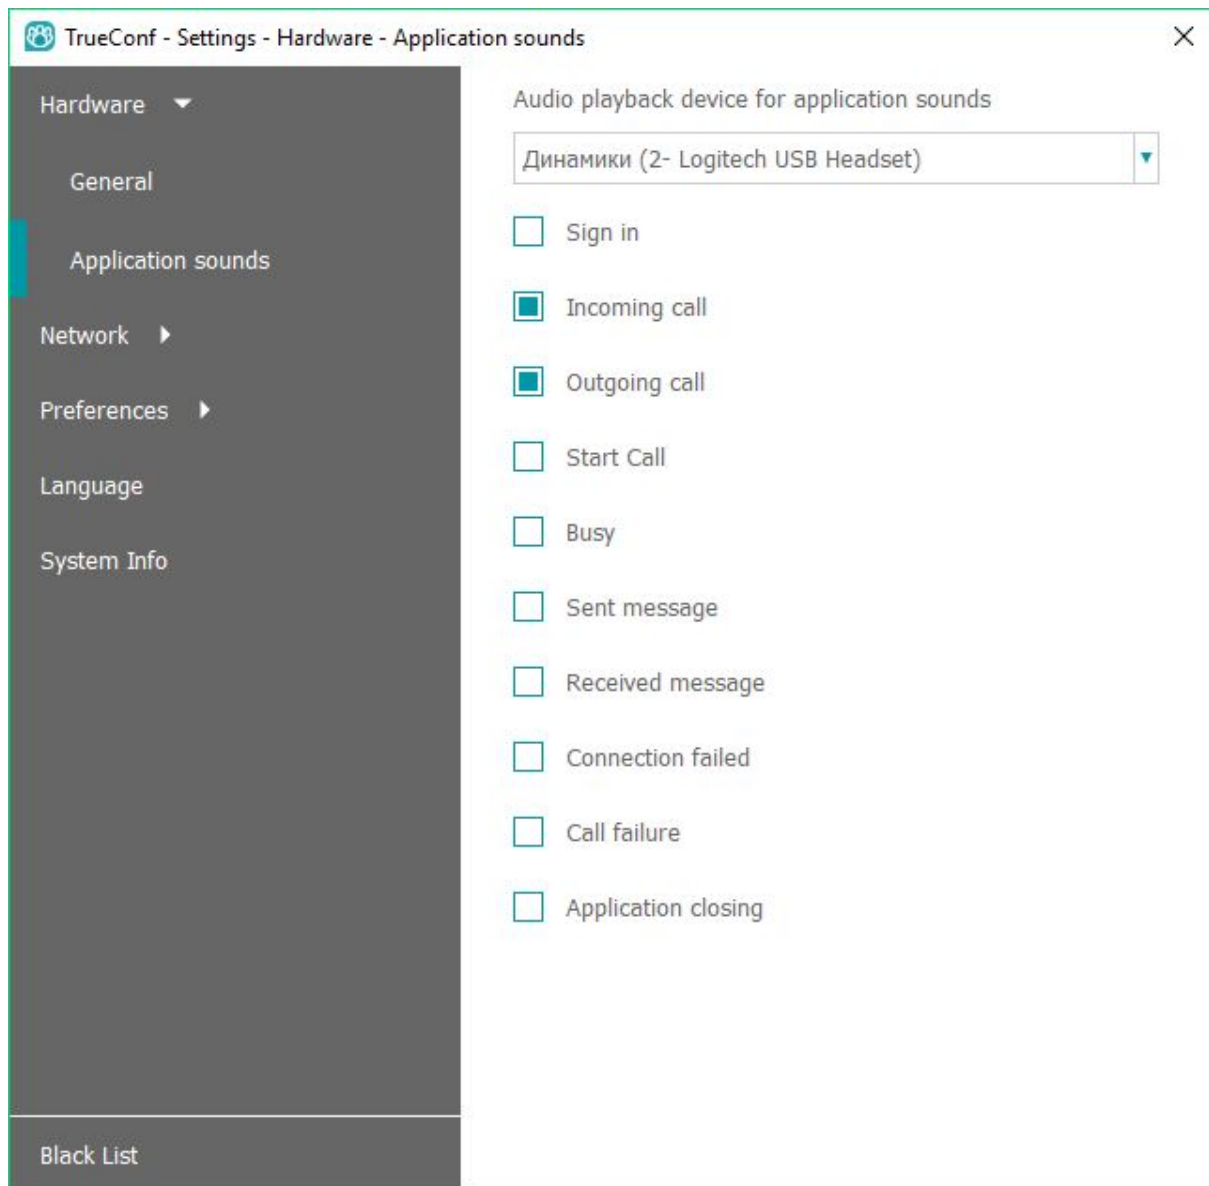 TrueConf - Settings - Hardware - Application sounds
Hardware
General
Application sounds
Network
Preferences
Language
System Info
Black List
Audio playback device for application sounds
Динамики (2- Logitech USB Headset)
Sign in
Incoming call
Outgoing call
Start Call
Busy
Sent message
Received message
Connection failed
Call failure
Application closing